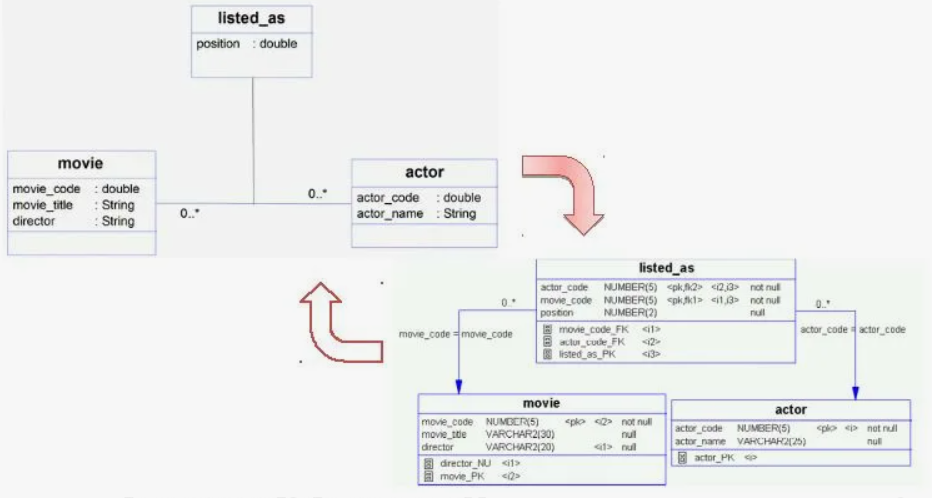 listed_as
position : double
movie
movie_code : double
movie_title : String
director : String
0..*
0..*
actor
actor_code : double
actor_name : String
listed_as
actor_code NUMBER(5) <pk,fk2> <i2,i3> not null
movie_code NUMBER(5) <pk,fk1> <i1,i3> not null
position NUMBER(2) null
movie_code_FK <i1>
actor_code_FK <i2>
listed_as_PK <i3>
0..*
0..*
movie_code = movie_code
actor_code = actor_code
movie
movie_code NUMBER(5) <pk> <i2> not null
movie_title VARCHAR2(30) null
director VARCHAR2(20) <i1> null
director_NU <i1>
movie_PK <i2>
actor
actor_code NUMBER(5) <pk> <i> not null
actor_name VARCHAR2(25) null
actor_PK <i>